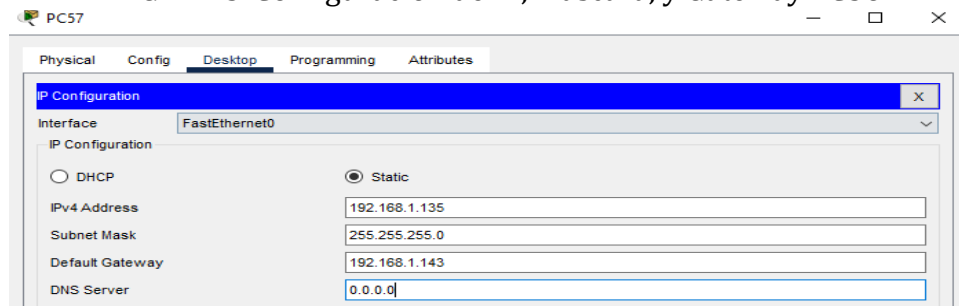 PC57
Physical Config Desktop Programming Attributes
IP Configuration X
Interface FastEthernet0
IP Configuration
DHCP Static
IPv4 Address 192.168.1.135
Subnet Mask 255.255.255.0
Default Gateway 192.168.1.143
DNS Server 0.0.0.0